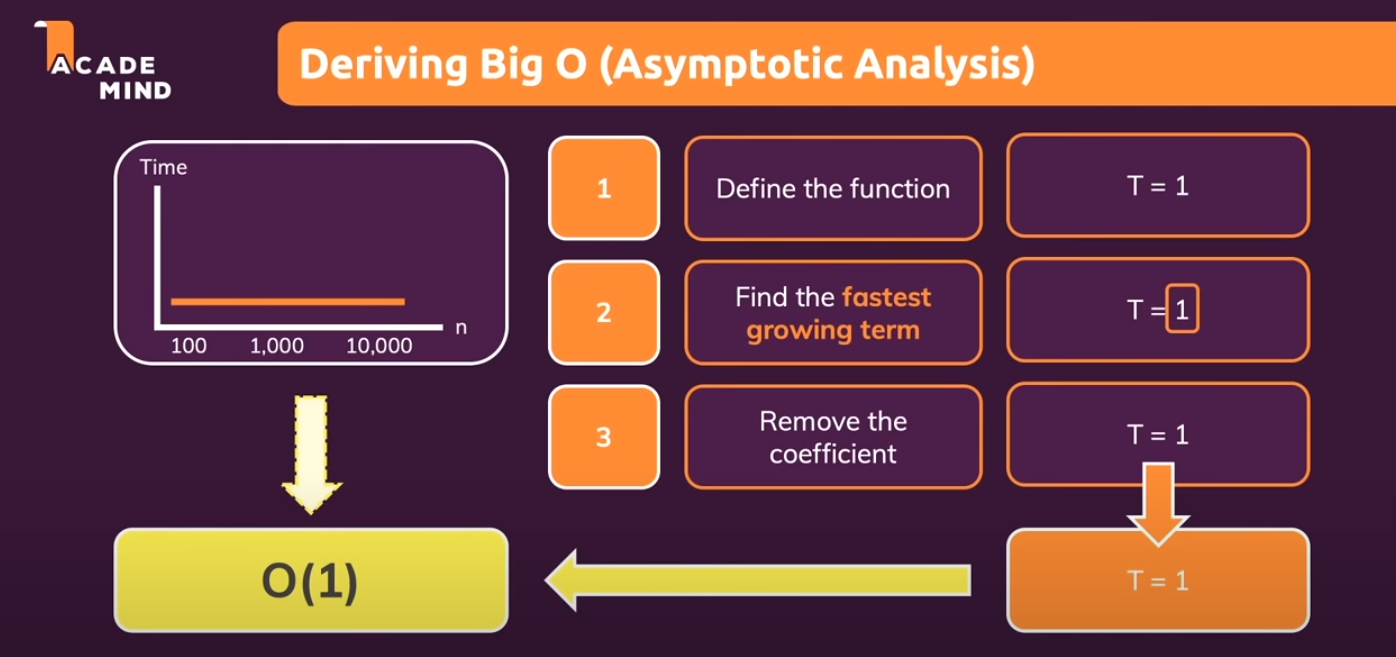 ACADE
MIND
Deriving Big O (Asymptotic Analysis)
Time
n
100 1,000 10,000
1
Define the function
T = 1
2
Find the fastest
growing term
T = 1
3
Remove the
coefficient
T = 1
O(1)
T = 1